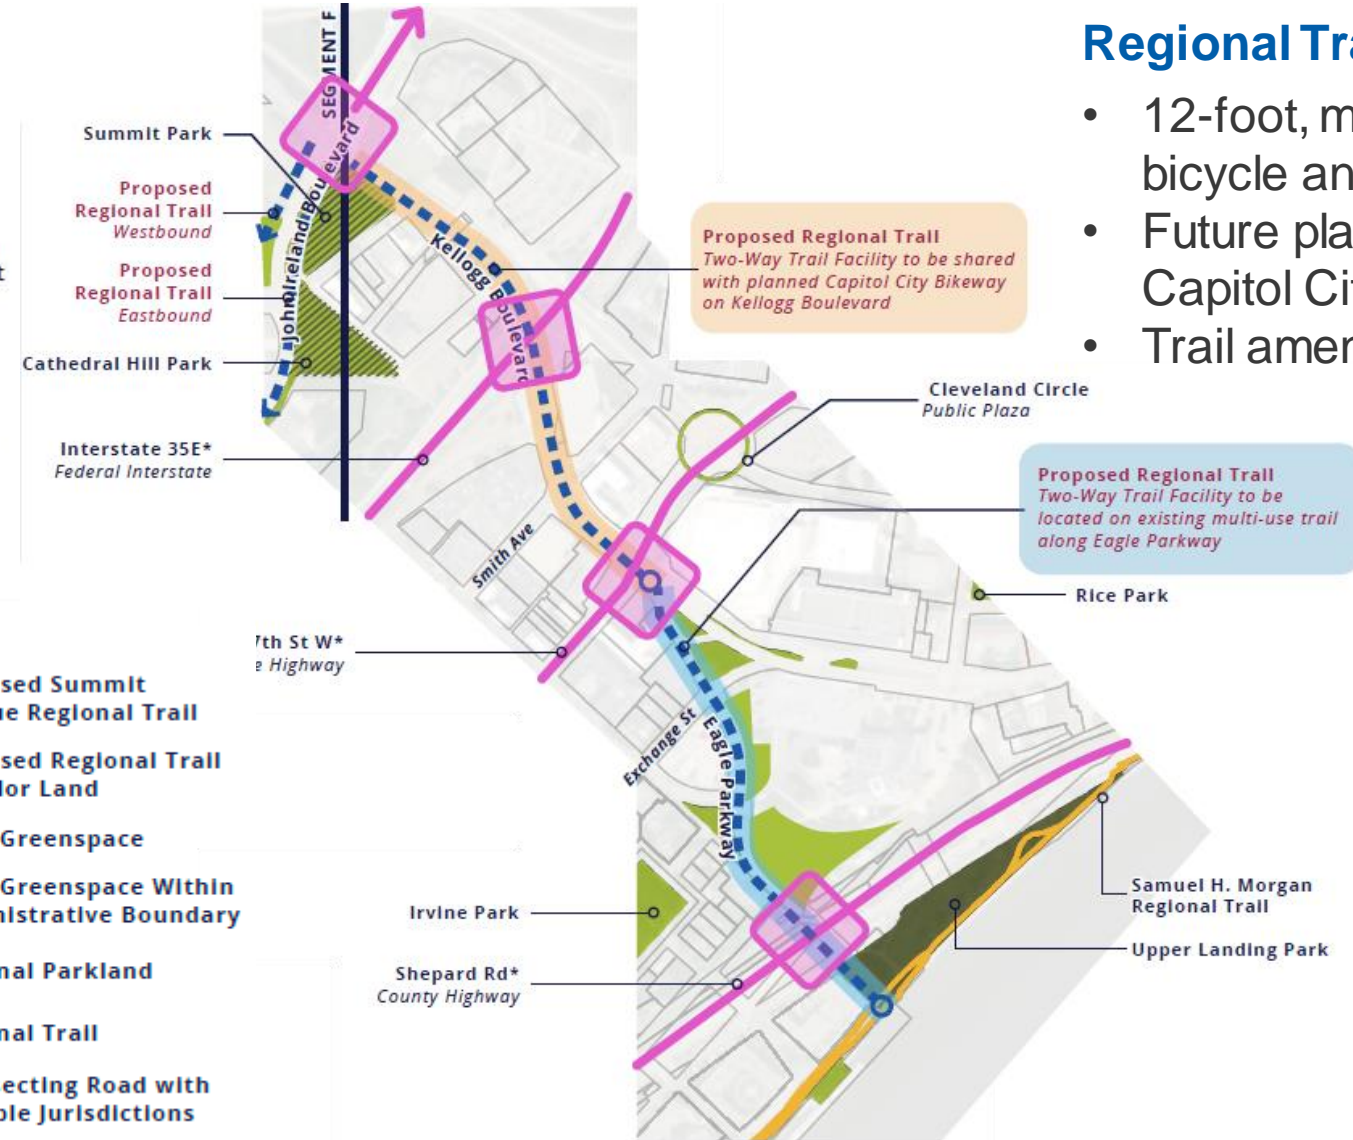 SEGMENT F
Regional Tra
• 12-foot, m
bicycle an
• Future pla
Capitol Ci
• Trail amen
Summit Park
Proposed
Regional Trail
Westbound
Proposed
Regional Trail
Eastbound
Cathedral Hill Park
Interstate 35E*
Federal Interstate
John Ireland Boulevard
Kellogg Boulevard
Proposed Regional Trail
Two-Way Trail Facility to be shared
with planned Capitol City Bikeway
on Kellogg Boulevard
Cleveland Circle
Public Plaza
Proposed Regional Trail
Two-Way Trail Facility to be
located on existing multi-use trail
along Eagle Parkway
Smith Ave
Rice Park
7th St W*
e Highway
Exchange St
Eagle Parkway
sed Summit
ue Regional Trail
sed Regional Trail
dor Land
Greenspace
Greenspace Within
nistrative Boundary
nal Parkland
nal Trail
secting Road with
ple Jurisdictions
Irvine Park
Shepard Rd*
County Highway
Samuel H. Morgan
Regional Trail
Upper Landing Park